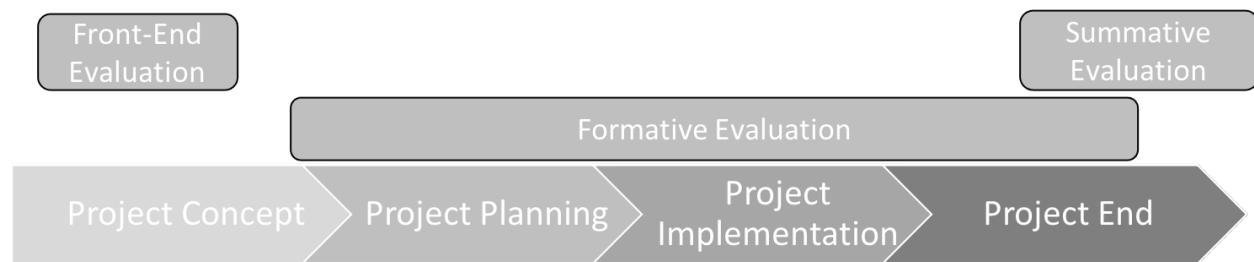 Front-End
Evaluation
Summative
Evaluation
Formative Evaluation
Project Concept
Project Planning
Project
Implementation
Project End